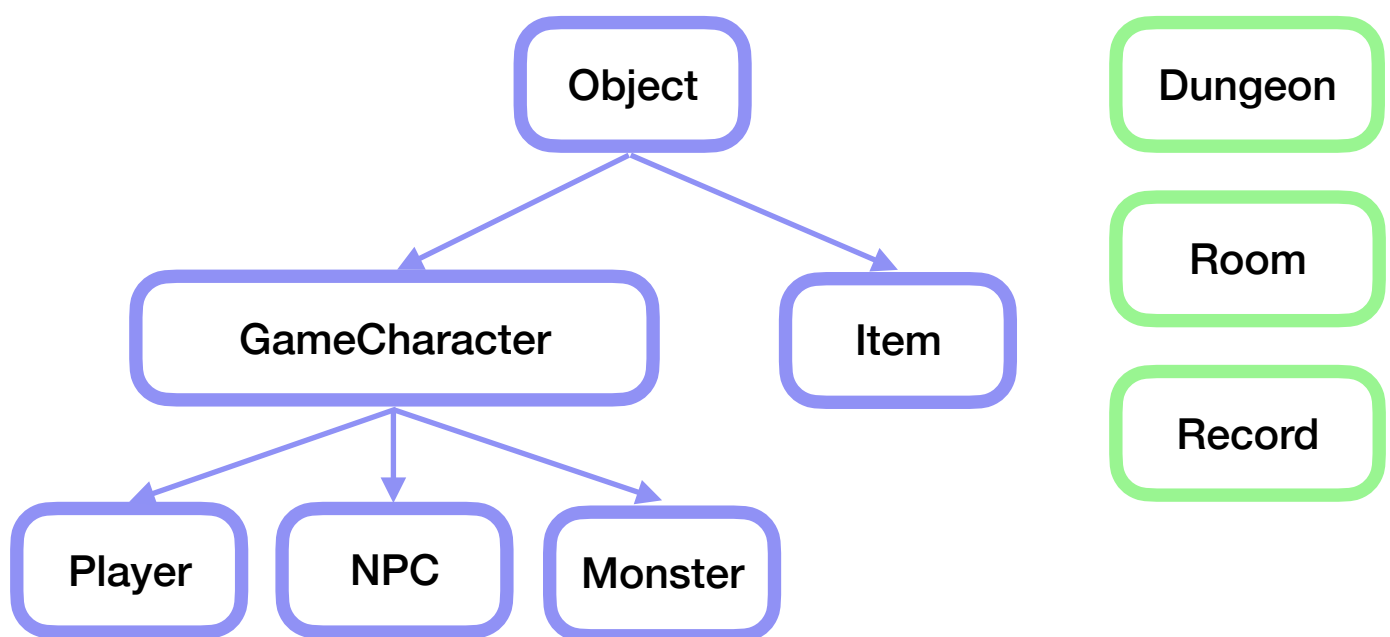 Object
Dungeon
Room
GameCharacter
Item
Record
Player
NPC
Monster